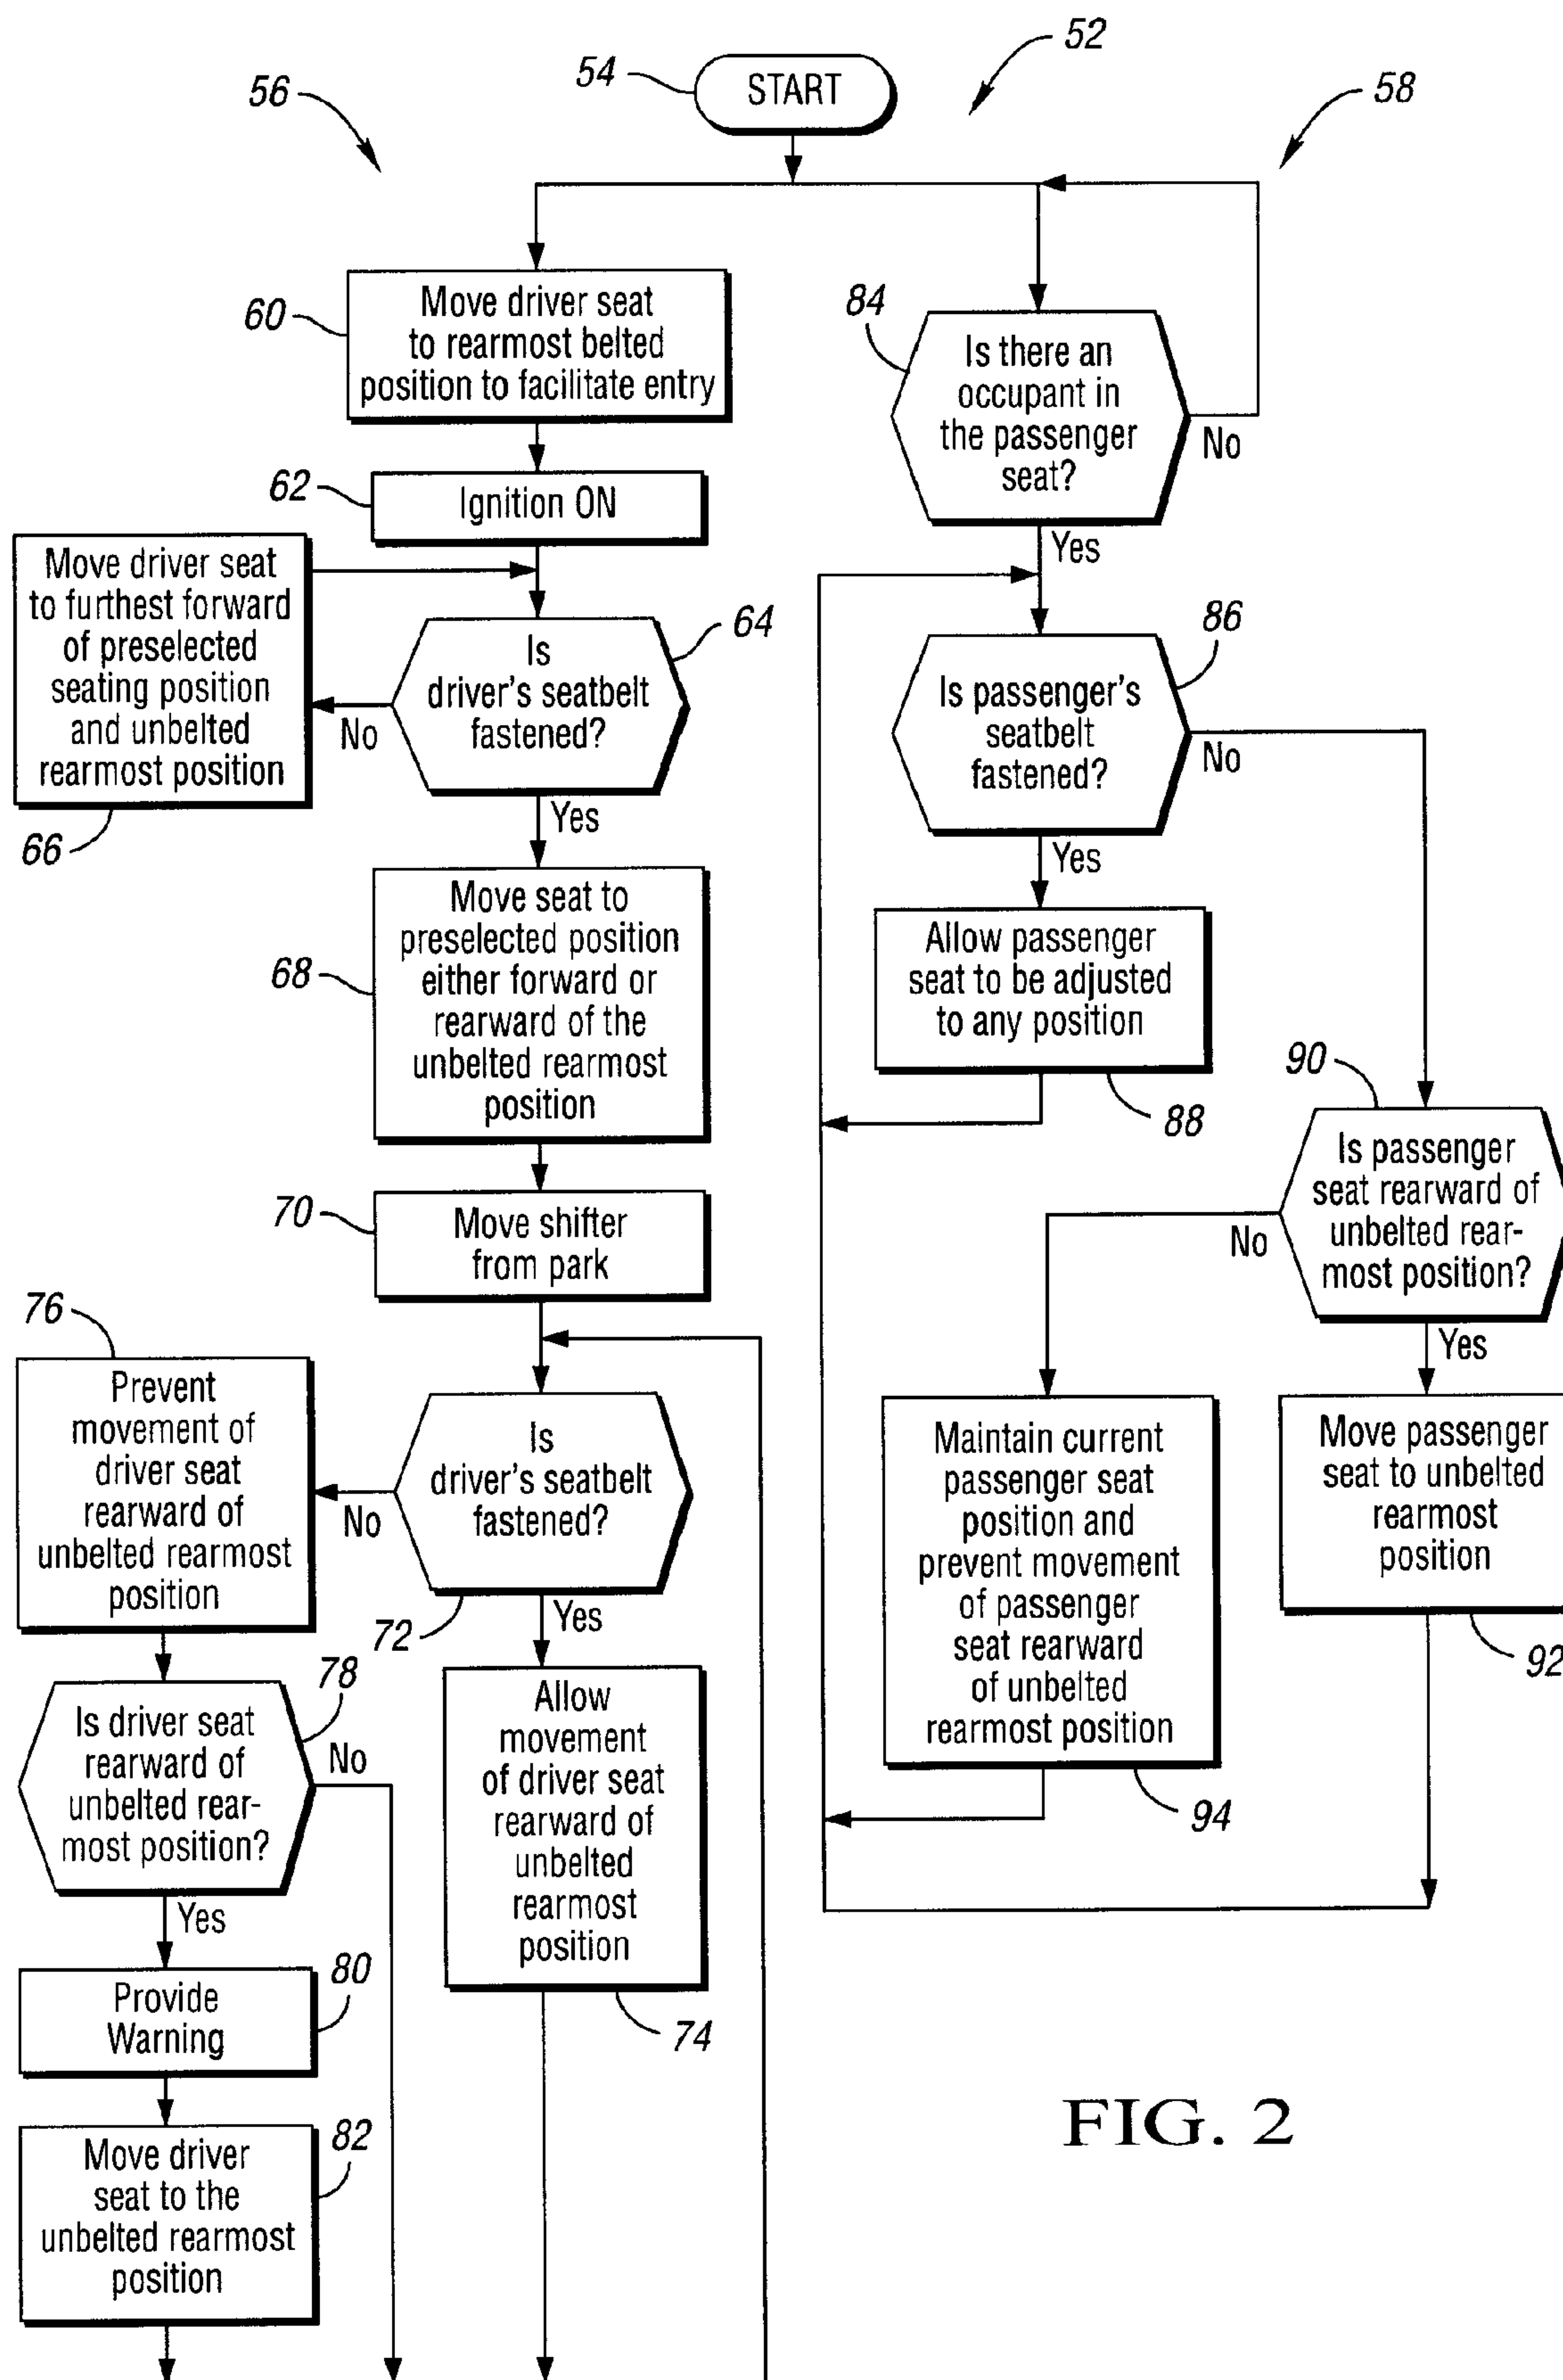 52
54
START
56
58
60
Move driver seat
to rearmost belted
position to facilitate entry
62
Ignition ON
Move driver seat
to furthest forward
of preselected
seating position
and unbelted
rearmost position
66
Is
driver's seatbelt
fastened?
64
No
Yes
68
Move seat to
preselected position
either forward or
rearward of the
unbelted rearmost
position
70
Move shifter
from park
76
Prevent
movement of
driver seat
rearward of
unbelted rearmost
position
Is
driver's seatbelt
fastened?
No
72
Yes
78
Is driver seat
rearward of
unbelted rear-
most position?
No
Yes
Allow
movement
of driver seat
rearward of
unbelted
rearmost
position
74
80
Provide
Warning
82
Move driver
seat to the
unbelted rearmost
position
84
Is there an
occupant in
the passenger
seat?
No
Yes
86
Is passenger's
seatbelt
fastened?
No
Yes
Allow passenger
seat to be adjusted
to any position
88
90
Is passenger
seat rearward of
unbelted rear-
most position?
No
Yes
Maintain current
passenger seat
position and
prevent movement
of passenger
seat rearward
of unbelted
rearmost position
94
Move passenger
seat to unbelted
rearmost
position
92
FIG. 2